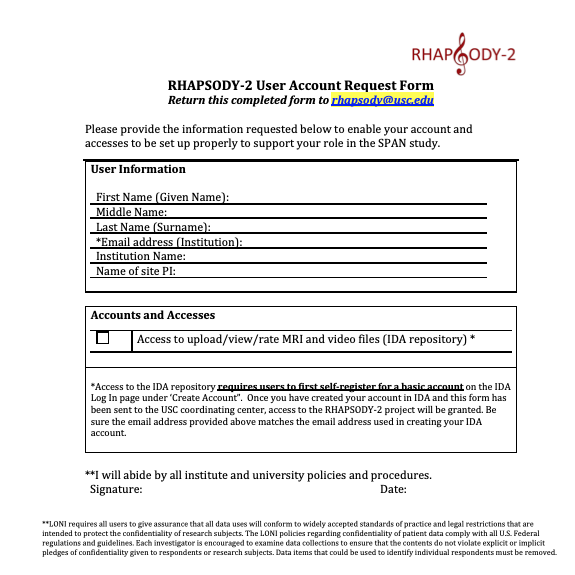 RHAPSODY-2
RHAPSODY-2 User Account Request Form
Return this completed form to rhapsody@usc.edu
Please provide the information requested below to enable your account and
accesses to be set up properly to support your role in the SPAN study.
User Information
First Name (Given Name):
Middle Name:
Last Name (Surname):
*Email address (Institution):
Institution Name:
Name of site PI:
Accounts and Accesses
Access to upload/view/rate MRI and video files (IDA repository) *
*Access to the IDA repository requires users to first self-register for a basic account on the IDA
Log In page under ‘Create Account”.  Once you have created your account in IDA and this form has
been sent to the USC coordinating center, access to the RHAPSODY-2 project will be granted. Be
sure the email address provided above matches the email address used in creating your IDA
account.
**I will abide by all institute and university policies and procedures.
Signature: Date:
**LONI requires all users to give assurance that all data uses will conform to widely accepted standards of practice and legal restrictions that are
intended to protect the confidentiality of research subjects. The LONI policies regarding confidentiality of patient data comply with all U.S. Federal
regulations and guidelines. Each investigator is encouraged to examine data collections to ensure that the contents do not violate explicit or implicit
pledges of confidentiality given to respondents or research subjects. Data items that could be used to identify individual respondents must be removed.